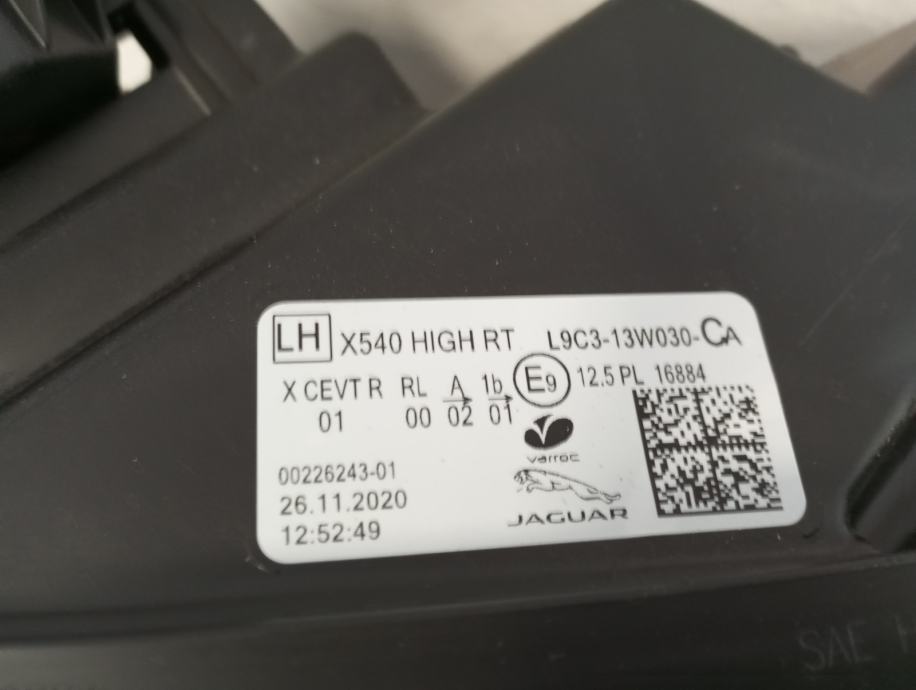 LH X540 HIGH RT L9C3-13W030-CA
X CEVT R RL A 1b E9 12.5 PL 16884
01 00 02 01
varroc
00226243-01
26.11.2020
12:52:49
JAGUAR
SAE